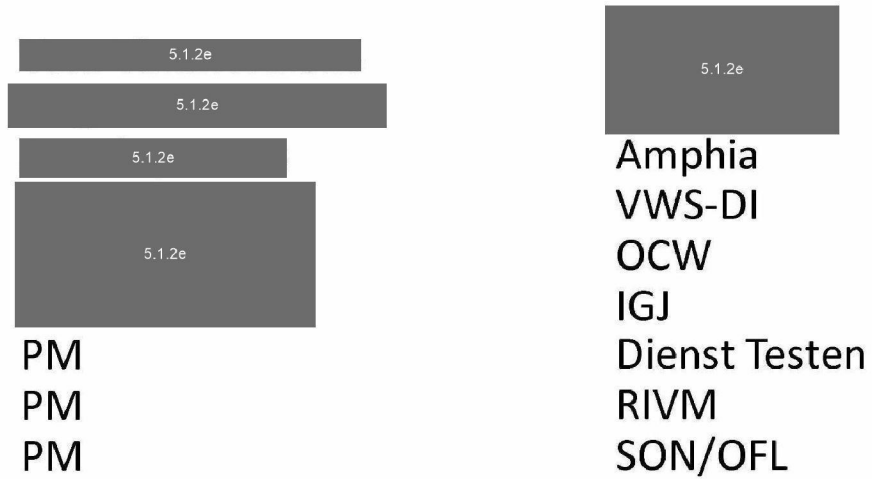 5.1.2e
5.1.2e
5.1.2e
5.1.2e
PM
PM
PM
5.1.2e
Amphia
VWS-DI
OCW
IGJ
Dienst Testen
RIVM
SON/OFL